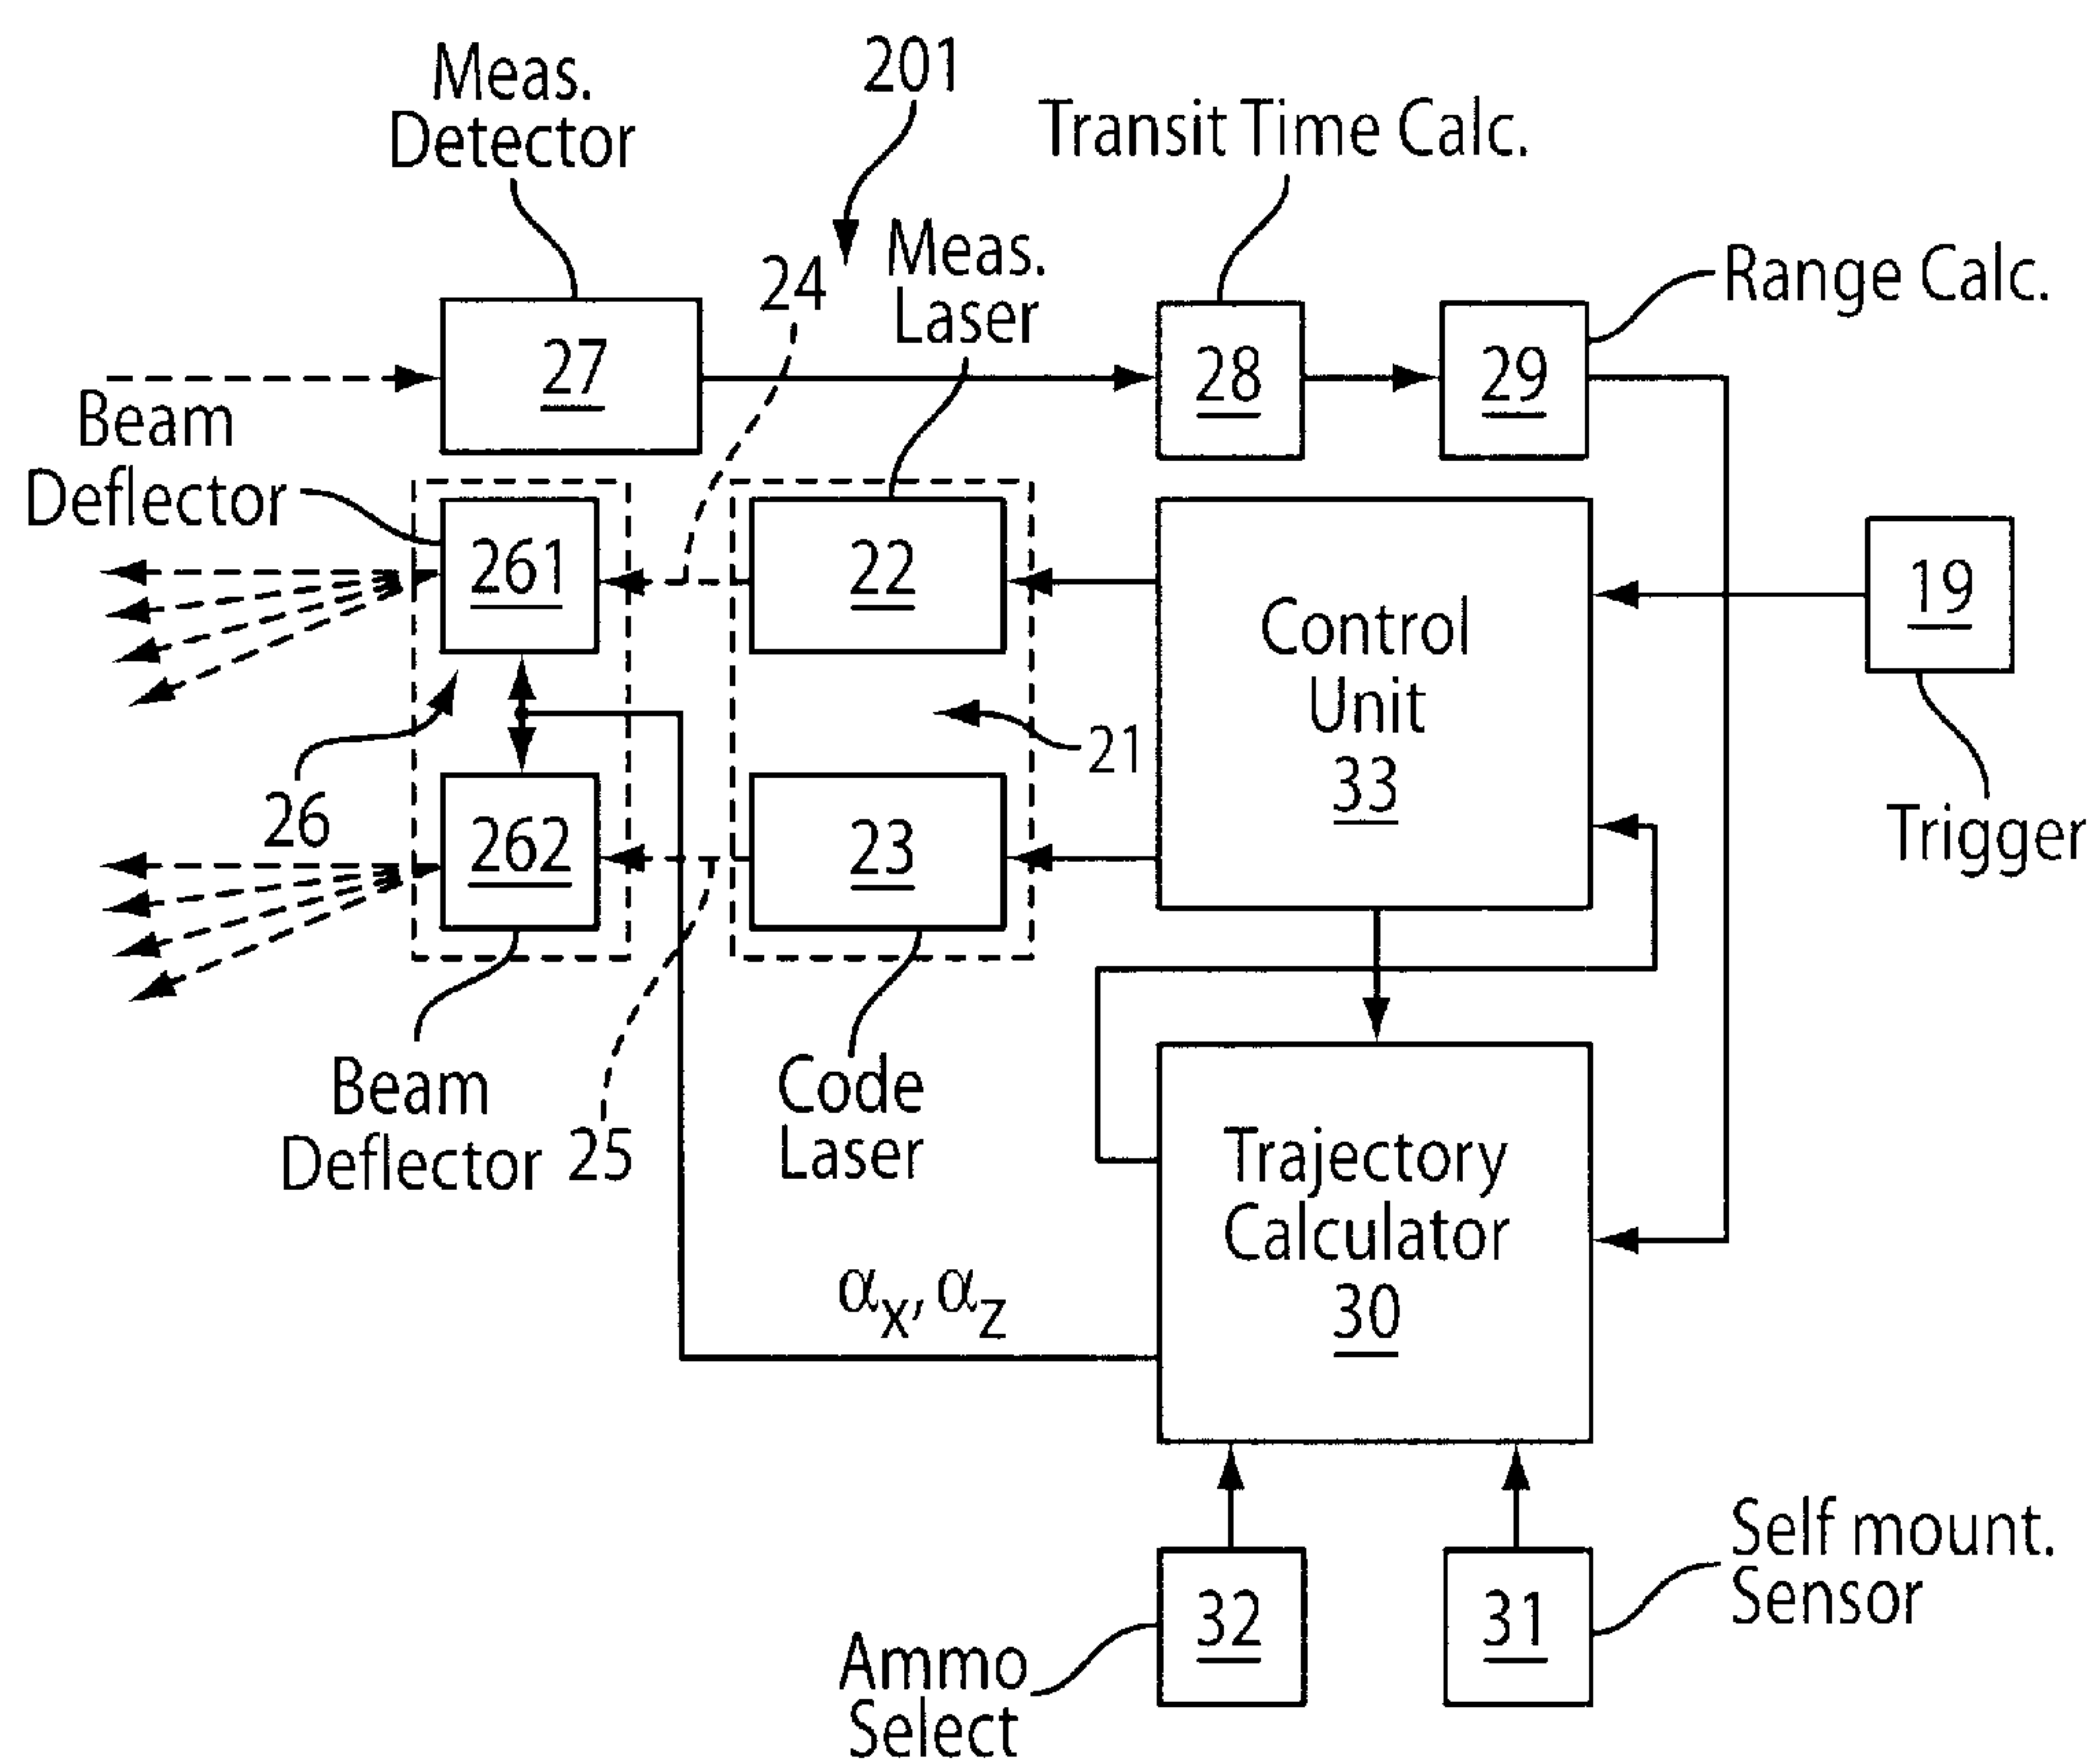 201
Meas.
Detector
Transit Time Calc.
24
Meas.
Laser
Range Calc.
27
28
29
Beam
Deflector
261
22
Control
Unit
33
19
Trigger
26
21
262
23
Beam
Deflector
25
Code
Laser
Trajectory
Calculator
30
αx, αz
32
31
Self mount.
Sensor
Ammo
Select